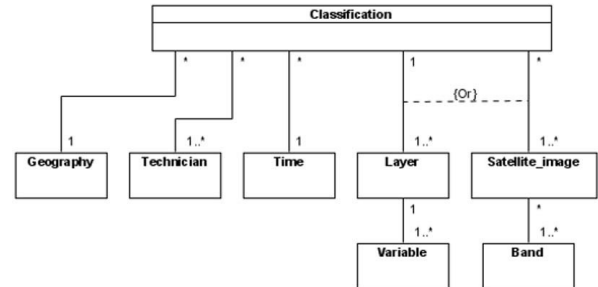 Classification
* * * 1 *
{Or}
1 1..* 1 1..* 1..*
Geography Technician Time Layer Satellite_image
1 *
1..* 1..*
Variable Band